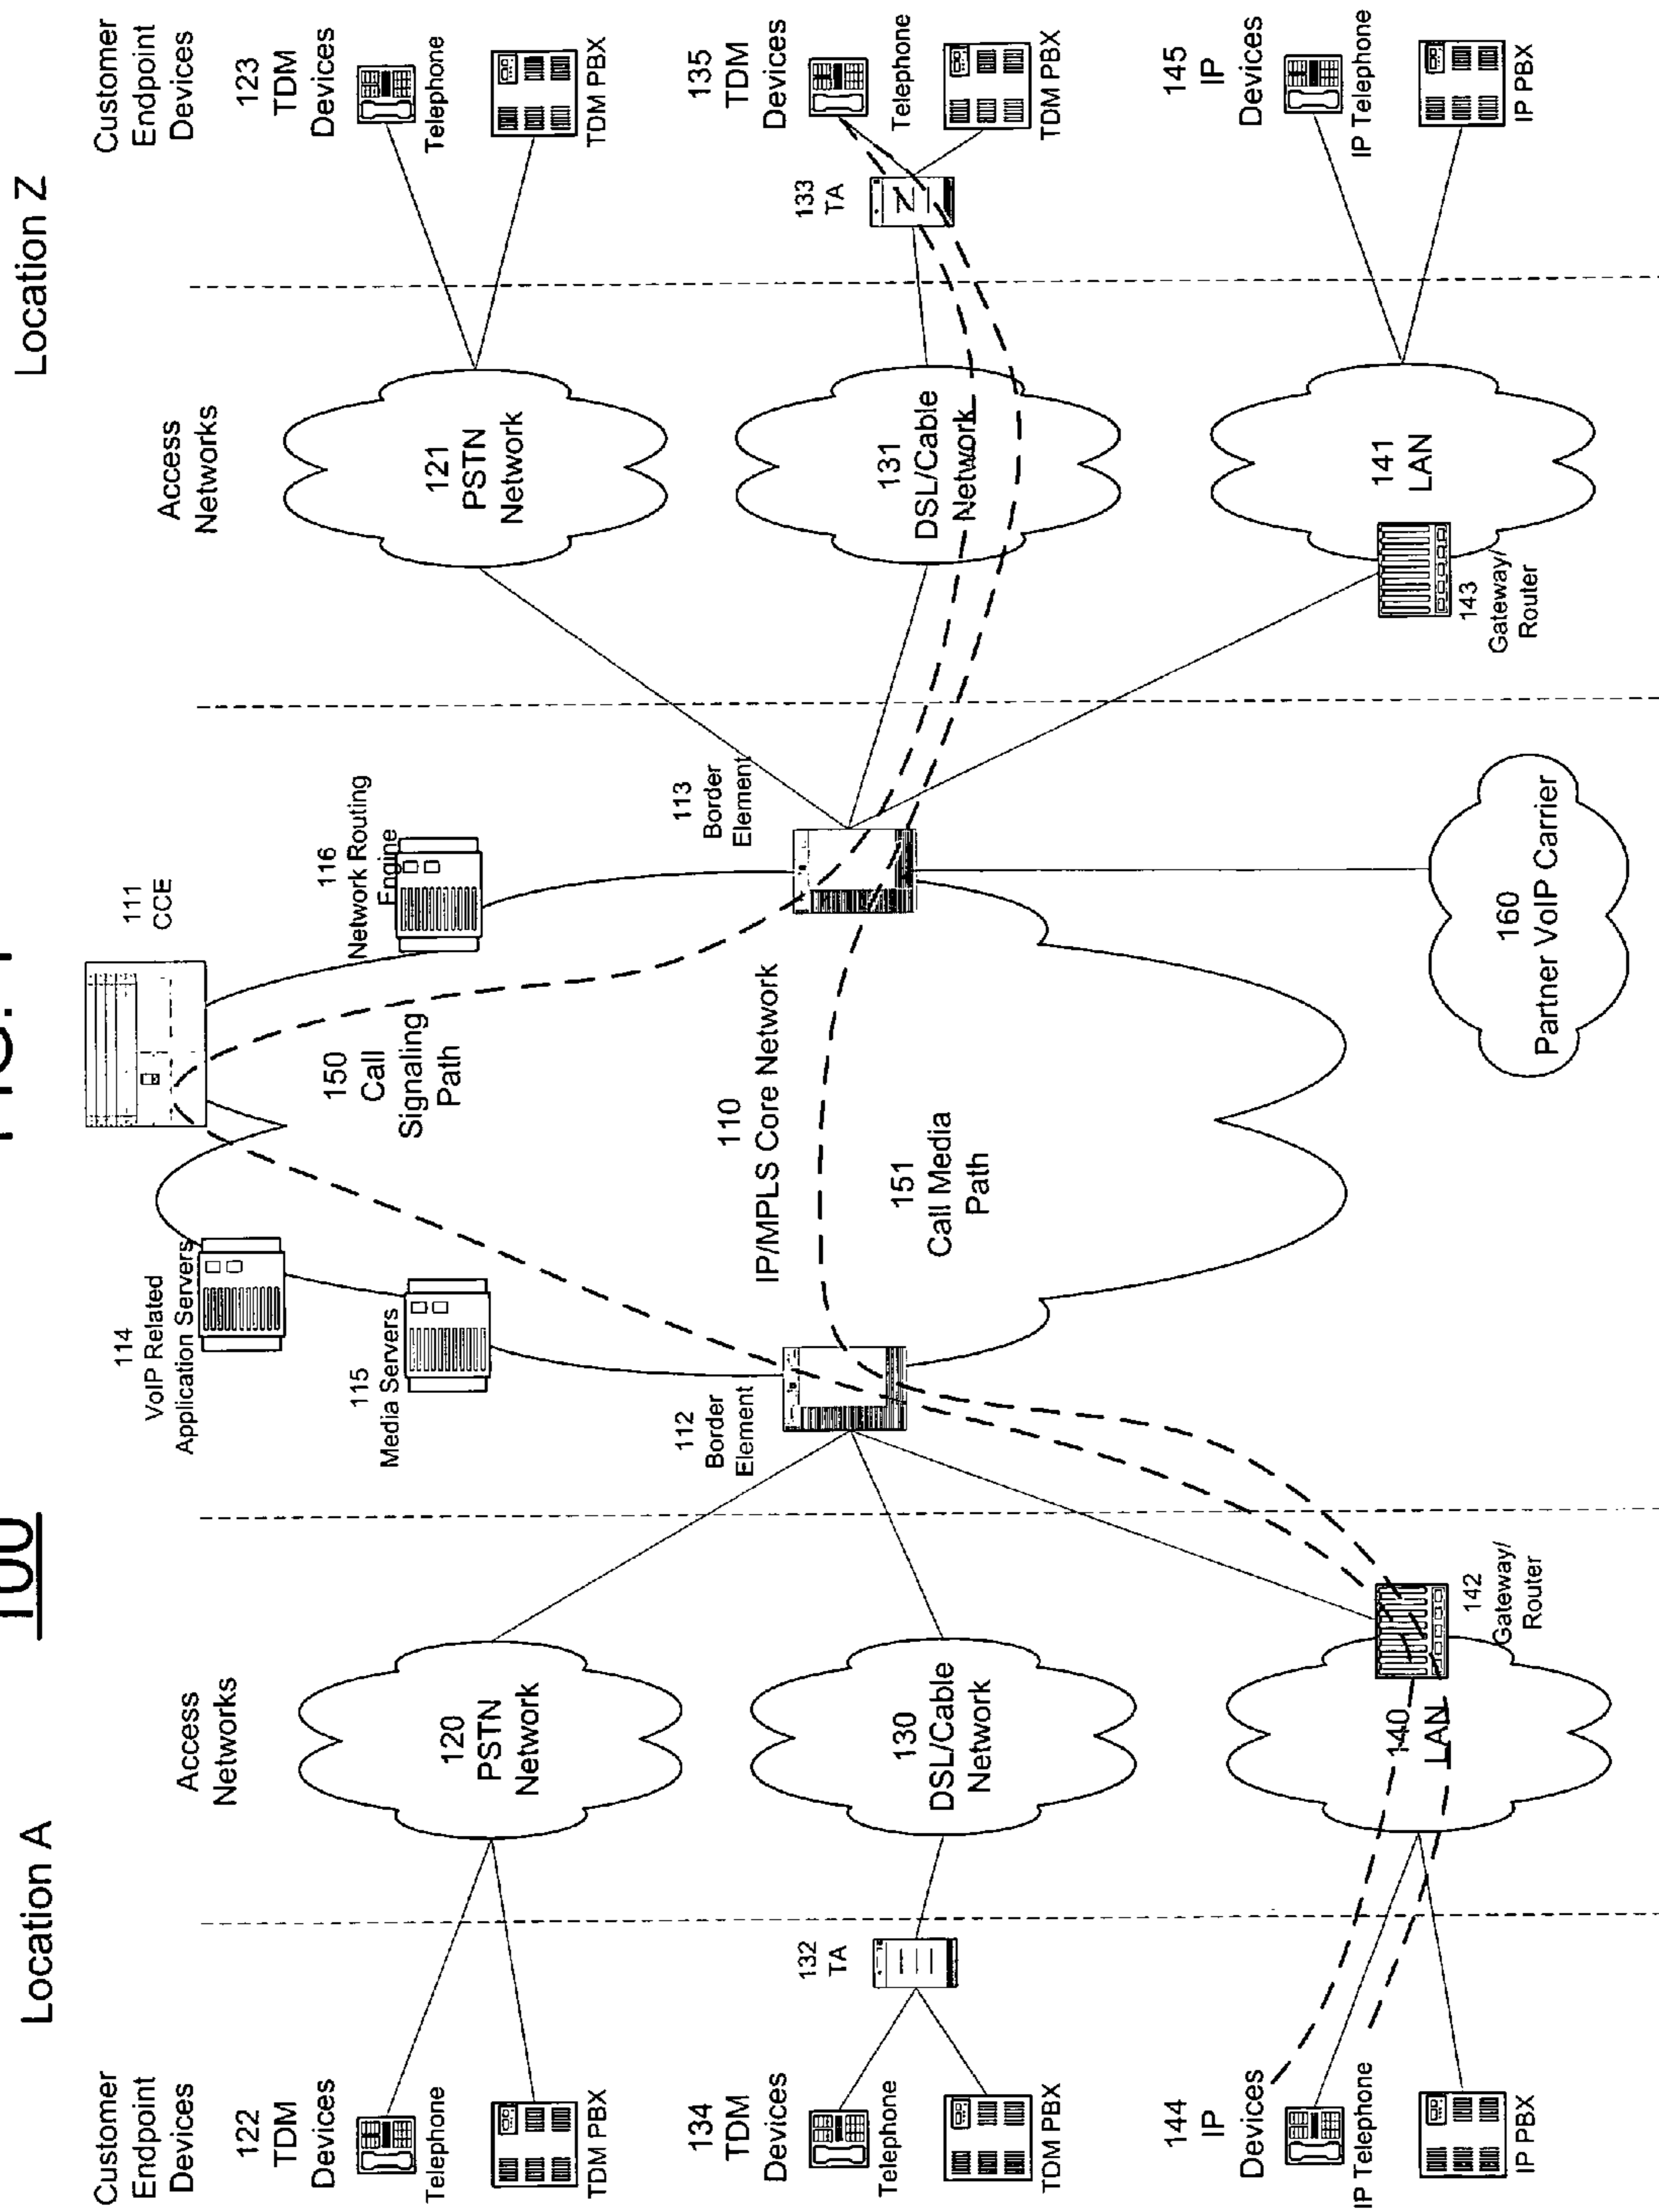 100
FIG. 1
Location A
Location Z
Customer
Endpoint
Devices
Access
Networks
Access
Networks
Customer
Endpoint
Devices
122
TDM
Devices
Telephone
TDM PBX
120
PSTN
Network
114
VoIP Related
Application Servers
115
Media Servers
111
CCE
116
Network Routing
Engine
150
Call
Signaling
Path
121
PSTN
Network
123
TDM
Devices
Telephone
TDM PBX
134
TDM
Devices
Telephone
TDM PBX
132
TA
130
DSL/Cable
Network
112
Border
Element
110
IP/MPLS Core Network
151
Call Media
Path
113
Border
Element
131
DSL/Cable
Network
133
TA
135
TDM
Devices
Telephone
TDM PBX
144
IP
Devices
IP Telephone
IP PBX
140
LAN
142
Gateway/
Router
160
Partner VoIP Carrier
143
Gateway/
Router
141
LAN
145
IP
Devices
IP Telephone
IP PBX